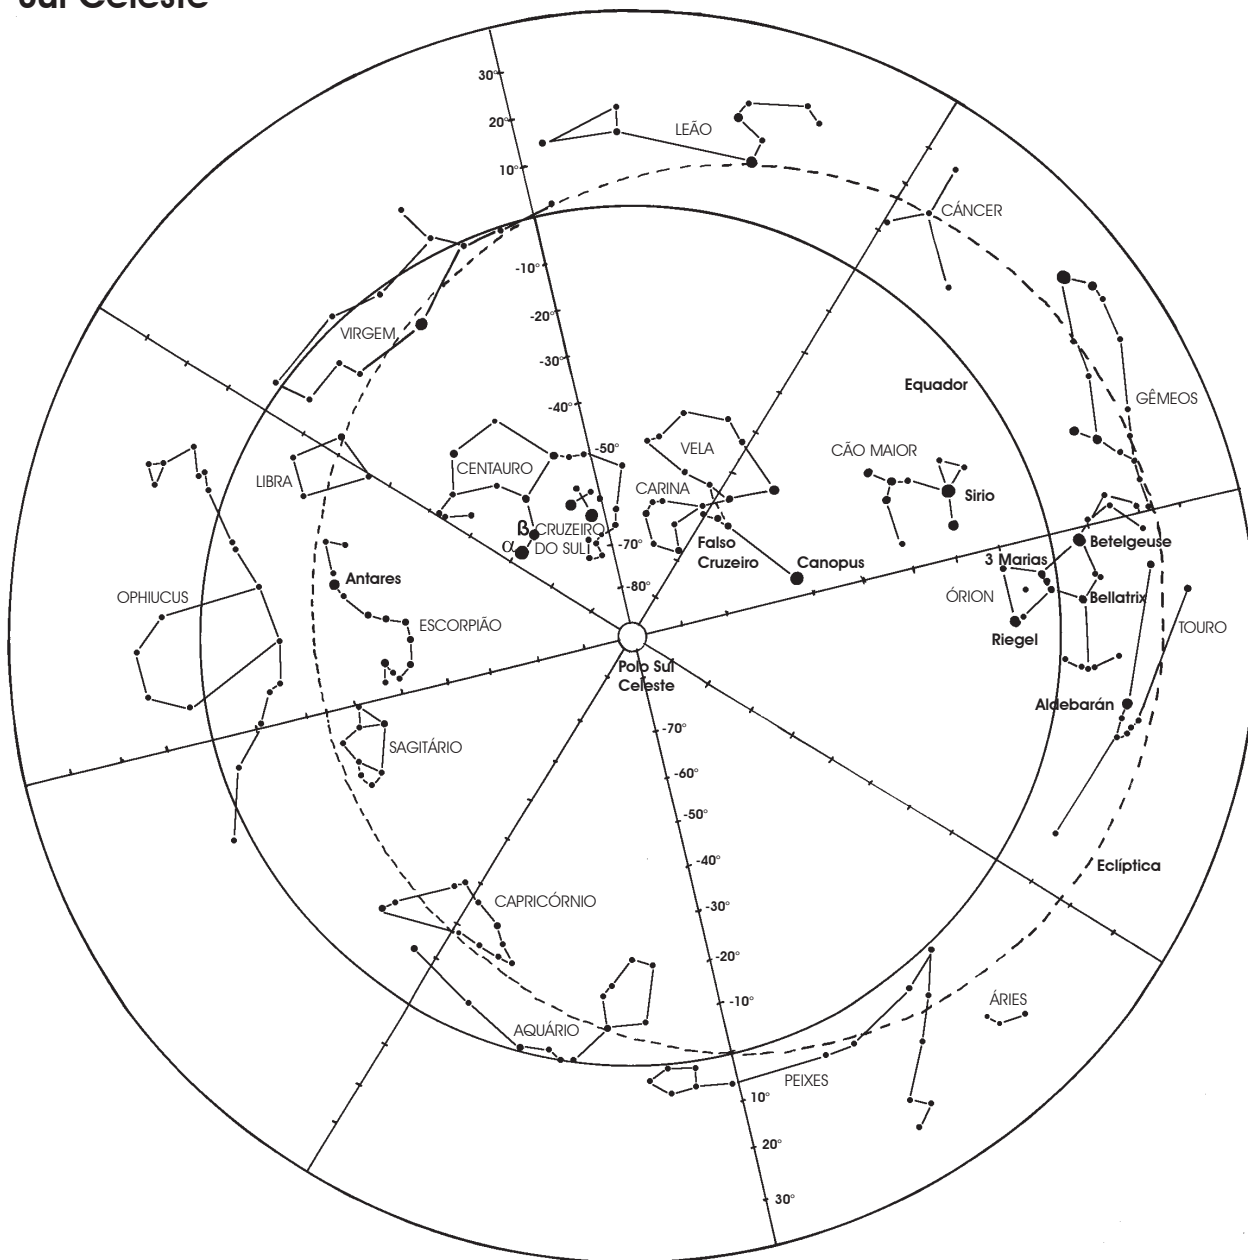 Sul Celeste
30°
20°
10°
LEÃO
CÁNCER
-10°
-20°
-30°
-40°
-50°
-70°
-80°
VIRGEM
Equador
GÊMEOS
VELA
CÃO MAIOR
CENTAURO
LIBRA
CARINA
Sirio
β
CRUZEIRO
DO SUL
α
Falso
Cruzeiro
Canopus
3 Marias
Betelgeuse
Antares
OPHIUCUS
ÓRION
Bellatrix
ESCORPIÃO
Riegel
TOURO
Polo Sul
Celeste
Aldebarán
-70°
SAGITÁRIO
-60°
-50°
-40°
Eclíptica
CAPRICÓRNIO
-30°
-20°
-10°
ÁRIES
AQUÁRIO
PEIXES
10°
20°
30°